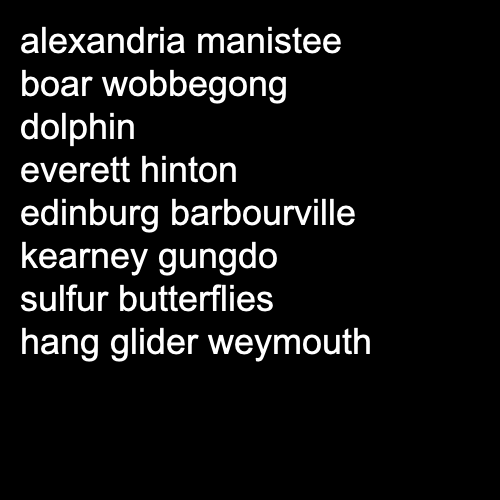 alexandria manistee
boar wobbegong
dolphin
everett hinton
edinburg barbourville
kearney gungdo
sulfur butterflies
hang glider weymouth